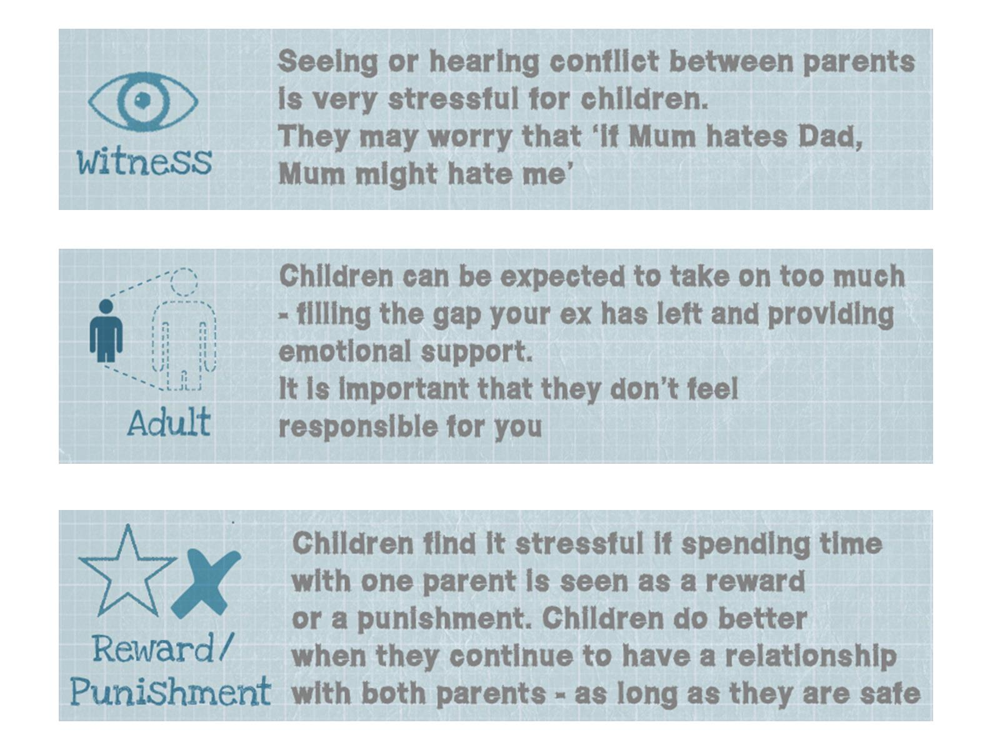 Witness
Seeing or hearing conflict between parents
is very stressful for children.
They may worry that ‘if Mum hates Dad,
Mum might hate me’
Adult
Children can be expected to take on too much
- filling the gap your ex has left and providing
emotional support.
It is important that they don’t feel
responsible for you
Reward/
Punishment
Children find it stressful if spending time
with one parent is seen as a reward
or a punishment. Children do better
when they continue to have a relationship
with both parents - as long as they are safe